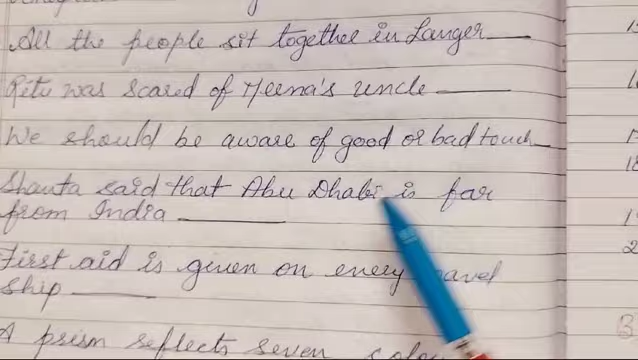 All the people sit together in Langer
Ritu was scared of Meena's uncle
We should be aware of good or bad touch
Shanta said that Abu Dhabi is far
from India
First aid is given on every
ship
A prism reflects seven